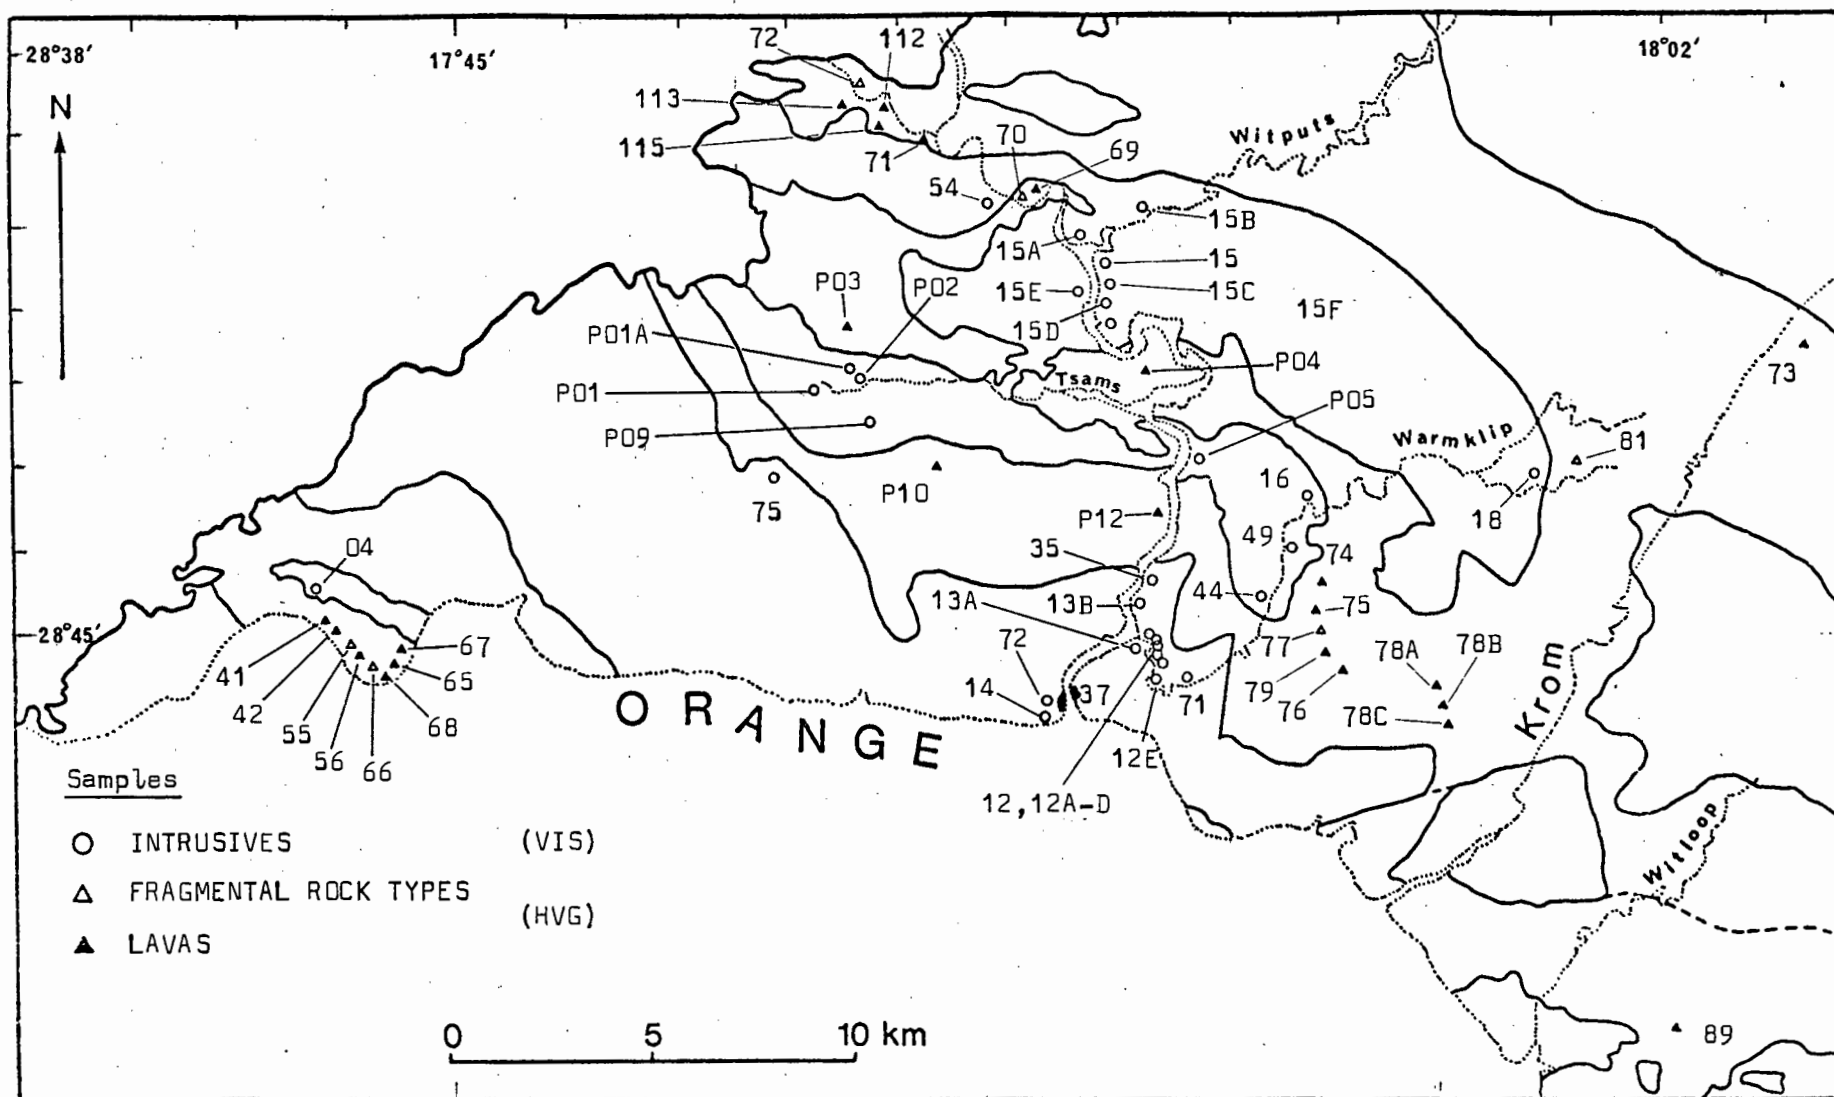 28°38'
17°45'
18°02'
N
72
112
113
115
71
70
69
54
Witputs
15B
15A
15
15E
15C
15D
15F
P03
P02
P01A
P01
P09
P04
Tsams
P05
73
Warmklip
81
75
P10
16
18
P12
49
74
35
04
13A
13B
44
75
28°45'
67
77
78A
78B
41
65
72
79
76
78C
42
68
14
37
71
Krom
55
56
66
12E
ORANGE
12,12A-D
Samples
INTRUSIVES (VIS)
FRAGMENTAL ROCK TYPES
(HVG)
LAVAS
Witloop
0 5 10 km
89